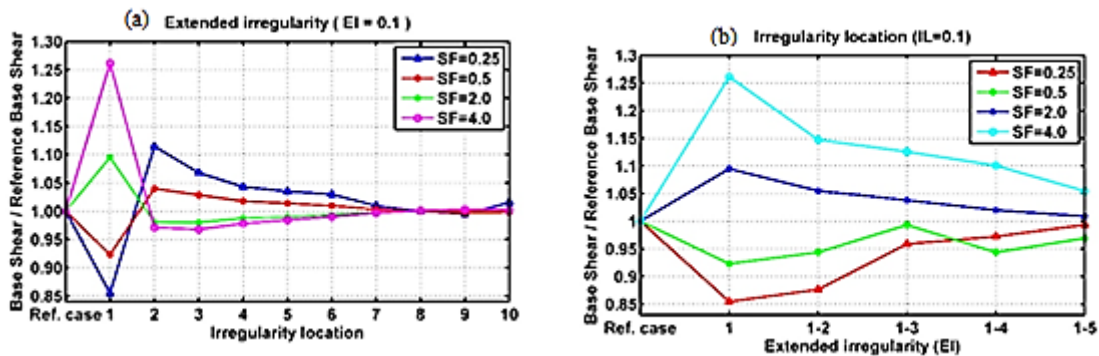 (a) Extended irregularity ( EI = 0.1 )
Base Shear / Reference Base Shear
1.30
1.25
1.20
1.15
1.10
1.05
1.00
0.95
0.90
0.85
SF=0.25
SF=0.5
SF=2.0
SF=4.0
Ref. case 1 2 3 4 5 6 7 8 9 10
Irregularity location
(b) Irregularity location (IL=0.1)
Base Shear / Reference Base Shear
1.3
1.25
1.2
1.15
1.1
1.05
1
0.95
0.9
0.85
SF=0.25
SF=0.5
SF=2.0
SF=4.0
Ref. case 1 1-2 1-3 1-4 1-5
Extended irregularity (EI)